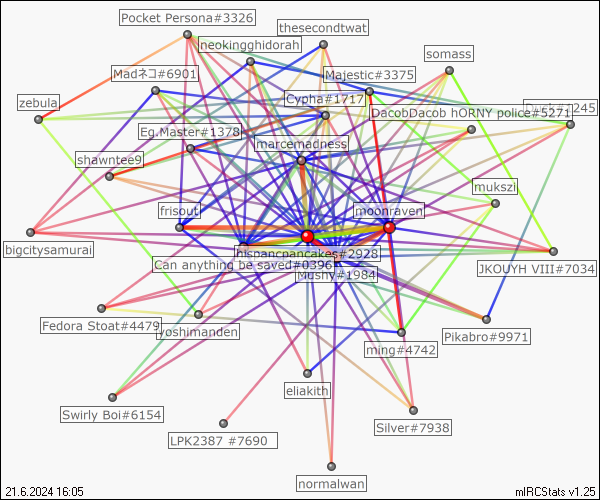 Pocket Persona#3326
thesecondtwat
neokingghidorah
somass
Madネコ#6901
Majestic#3375
zebula
Cypha#1717
DacobDacob hORNY police#5271
Eg.Master#1378
marcemadness
shawntee9
mukszi
frisout
moonraven
bigcitysamurai
hispancpancakes#2928
Can anything be saved#0396
Mushy#1984
JKOUYH VIII#7034
Fedora Stoat#4479
yoshimanden
Pikabro#9971
ming#4742
eliakith
Swirly Boi#6154
Silver#7938
LPK2387 #7690
normalwan
21.6.2024 16:05
mIRCStats v1.25